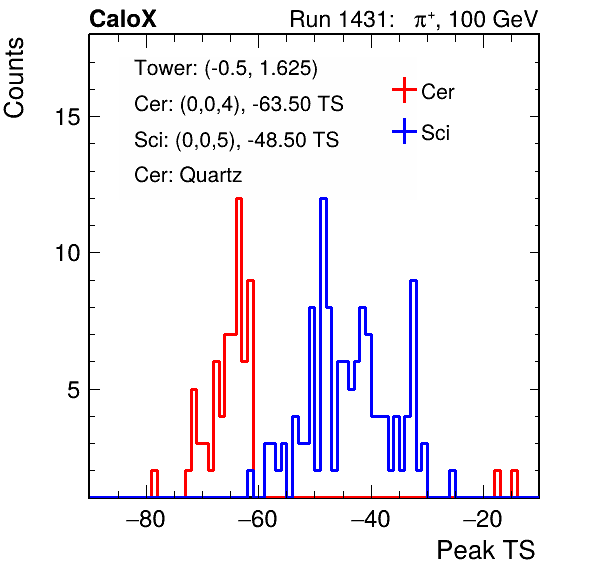 CaloX Run 1431: π⁺, 100 GeV
Counts
Tower: (-0.5, 1.625)
Cer: (0,0,4), -63.50 TS
Sci: (0,0,5), -48.50 TS
Cer: Quartz
Cer
Sci
15
10
5
−80 −60 −40 −20
Peak TS